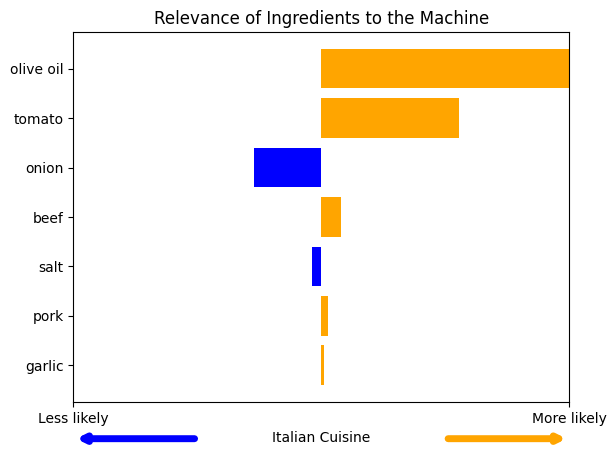 Relevance of Ingredients to the Machine
olive oil
tomato
onion
beef
salt
pork
garlic
Less likely
More likely
Italian Cuisine